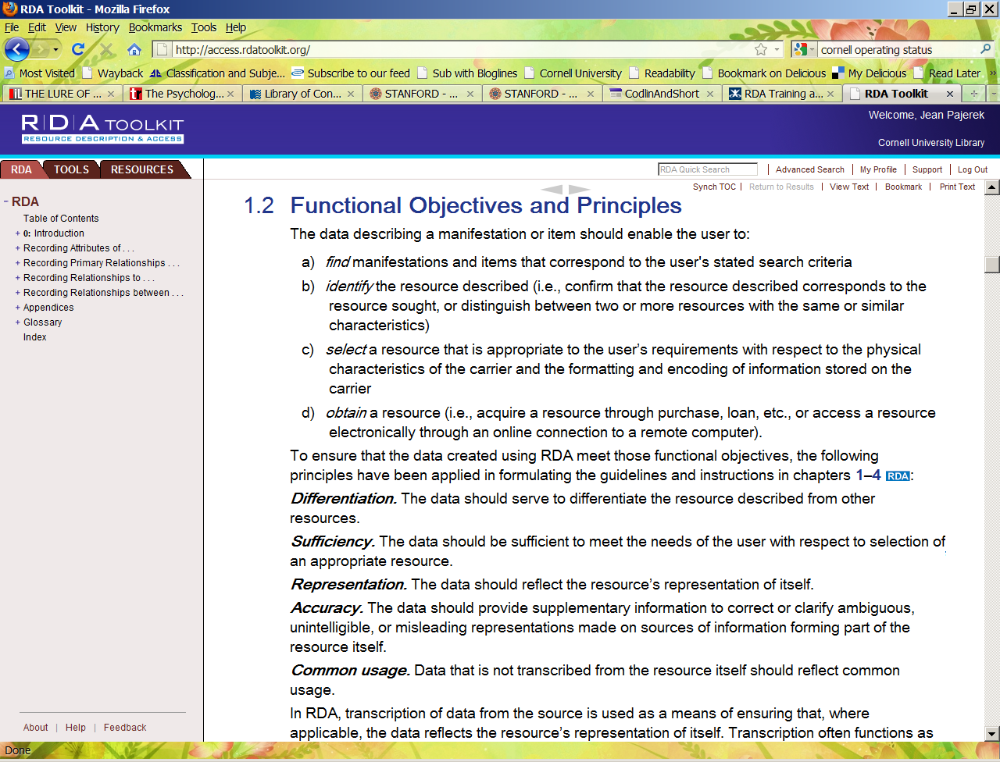 RDA Toolkit - Mozilla Firefox
File Edit View History Bookmarks Tools Help
http://access.rdatoolkit.org/ cornell operating status
Most Visited Wayback Classification and Subje... Subscribe to our feed Sub with Bloglines Cornell University Readability Bookmark on Delicious My Delicious Read Later »
THE LURE OF ... The Psycholog... Library of Con... STANFORD - ... STANFORD - ... CodlinAndShort RDA Training a... RDA Toolkit
R|D|A TOOLKIT
RESOURCE DESCRIPTION & ACCESS
Welcome, Jean Pajerek
Cornell University Library
RDA TOOLS RESOURCES
RDA Quick Search | Advanced Search | My Profile | Support | Log Out
Synch TOC | Return to Results | View Text | Bookmark | Print Text
- RDA
Table of Contents
+ 0: Introduction
+ Recording Attributes of . . .
+ Recording Primary Relationships . . .
+ Recording Relationships to . . .
+ Recording Relationships between . . .
+ Appendices
+ Glossary
Index
About | Help | Feedback
1.2 Functional Objectives and Principles
The data describing a manifestation or item should enable the user to:
a) find manifestations and items that correspond to the user's stated search criteria
b) identify the resource described (i.e., confirm that the resource described corresponds to the
resource sought, or distinguish between two or more resources with the same or similar
characteristics)
c) select a resource that is appropriate to the user's requirements with respect to the physical
characteristics of the carrier and the formatting and encoding of information stored on the
carrier
d) obtain a resource (i.e., acquire a resource through purchase, loan, etc., or access a resource
electronically through an online connection to a remote computer).
To ensure that the data created using RDA meet those functional objectives, the following
principles have been applied in formulating the guidelines and instructions in chapters 1–4 RDA:
Differentiation. The data should serve to differentiate the resource described from other
resources.
Sufficiency. The data should be sufficient to meet the needs of the user with respect to selection of
an appropriate resource.
Representation. The data should reflect the resource's representation of itself.
Accuracy. The data should provide supplementary information to correct or clarify ambiguous,
unintelligible, or misleading representations made on sources of information forming part of the
resource itself.
Common usage. Data that is not transcribed from the resource itself should reflect common
usage.
In RDA, transcription of data from the source is used as a means of ensuring that, where
applicable, the data reflects the resource's representation of itself. Transcription often functions as
Done